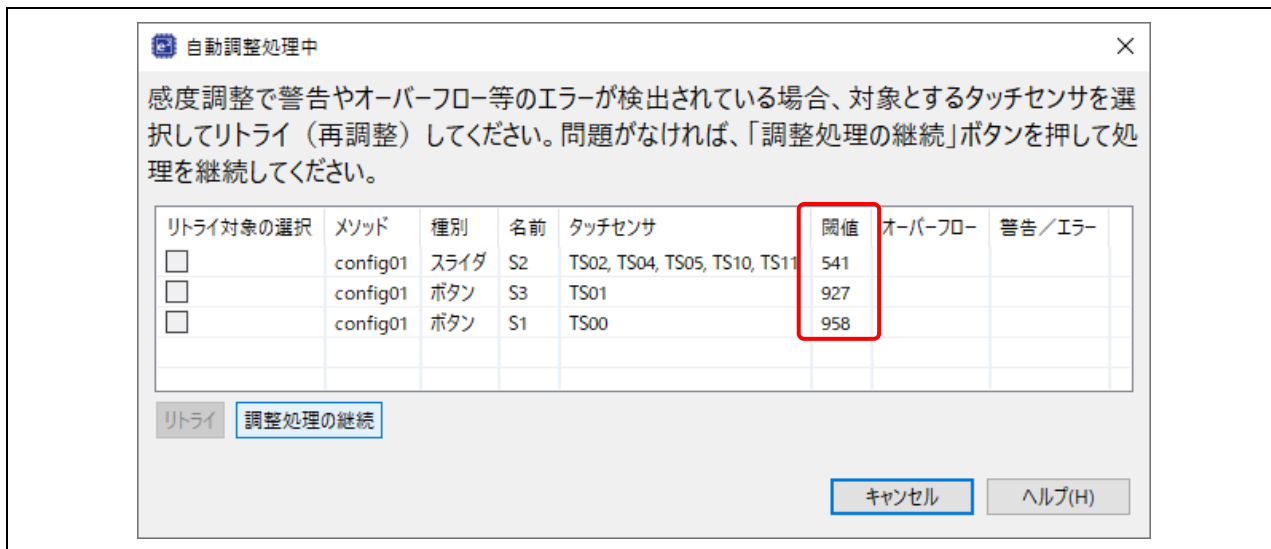 自動調整処理中
感度調整で警告やオーバーフロー等のエラーが検出されている場合、対象とするタッチセンサを選
択してリトライ（再調整）してください。問題がなければ、「調整処理の継続」ボタンを押して処
理を継続してください。
リトライ対象の選択 メソッド 種別 名前 タッチセンサ 閾値 オーバーフロー 警告／エラー
config01 スライダ S2 TS02, TS04, TS05, TS10, TS11 541
config01 ボタン S3 TS01 927
config01 ボタン S1 TS00 958
リトライ 調整処理の継続
キャンセル ヘルプ(H)